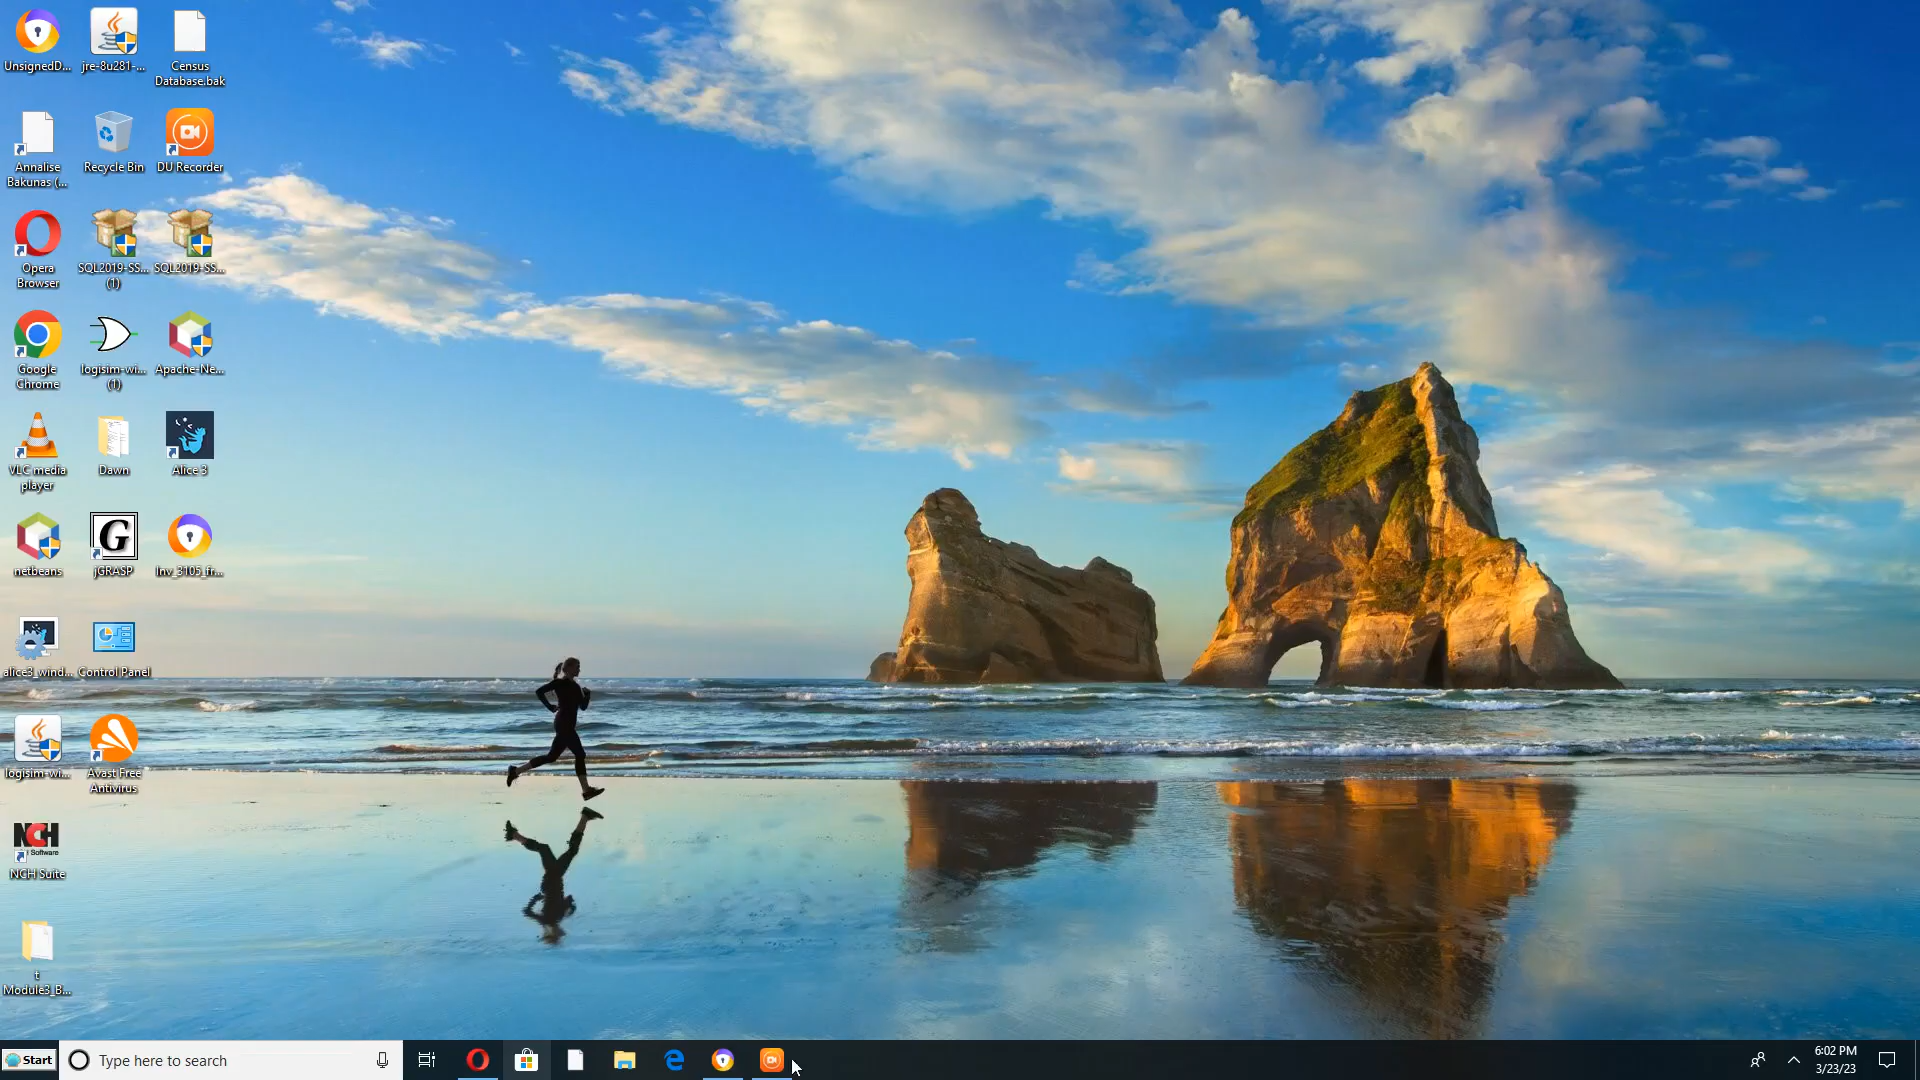 UnsignedD...
jre-8u281-...
Census
Database.bak
Annalise
Bakunas (...
Recycle Bin
DU Recorder
Opera
Browser
SQL2019-SS...
(1)
SQL2019-SS...
Google
Chrome
logisim-wi...
(1)
Apache-Ne...
VLC media
player
Dawn
Alice 3
netbeans
G
jGRASP
Inv_3105_fr...
alice3_wind...
Control Panel
logisim-wi...
Avast Free
Antivirus
NCH
Software
NCH Suite
t
Module3_B...
Start
Type here to search
6:02 PM
3/23/23